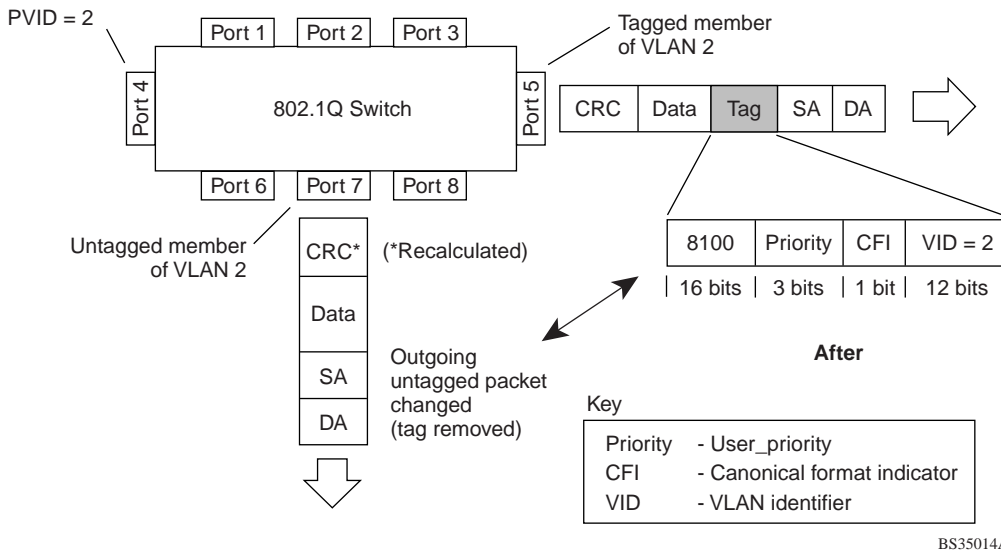 PVID = 2
Port 1
Port 2
Port 3
Tagged member
of VLAN 2
Port 4
802.1Q Switch
Port 5
CRC
Data
Tag
SA
DA
Port 6
Port 7
Port 8
Untagged member
of VLAN 2
CRC*
(*Recalculated)
8100
Priority
CFI
VID = 2
16 bits
3 bits
1 bit
12 bits
Data
SA
DA
Outgoing
untagged packet
changed
(tag removed)
After
Key
Priority - User_priority
CFI - Canonical format indicator
VID - VLAN identifier